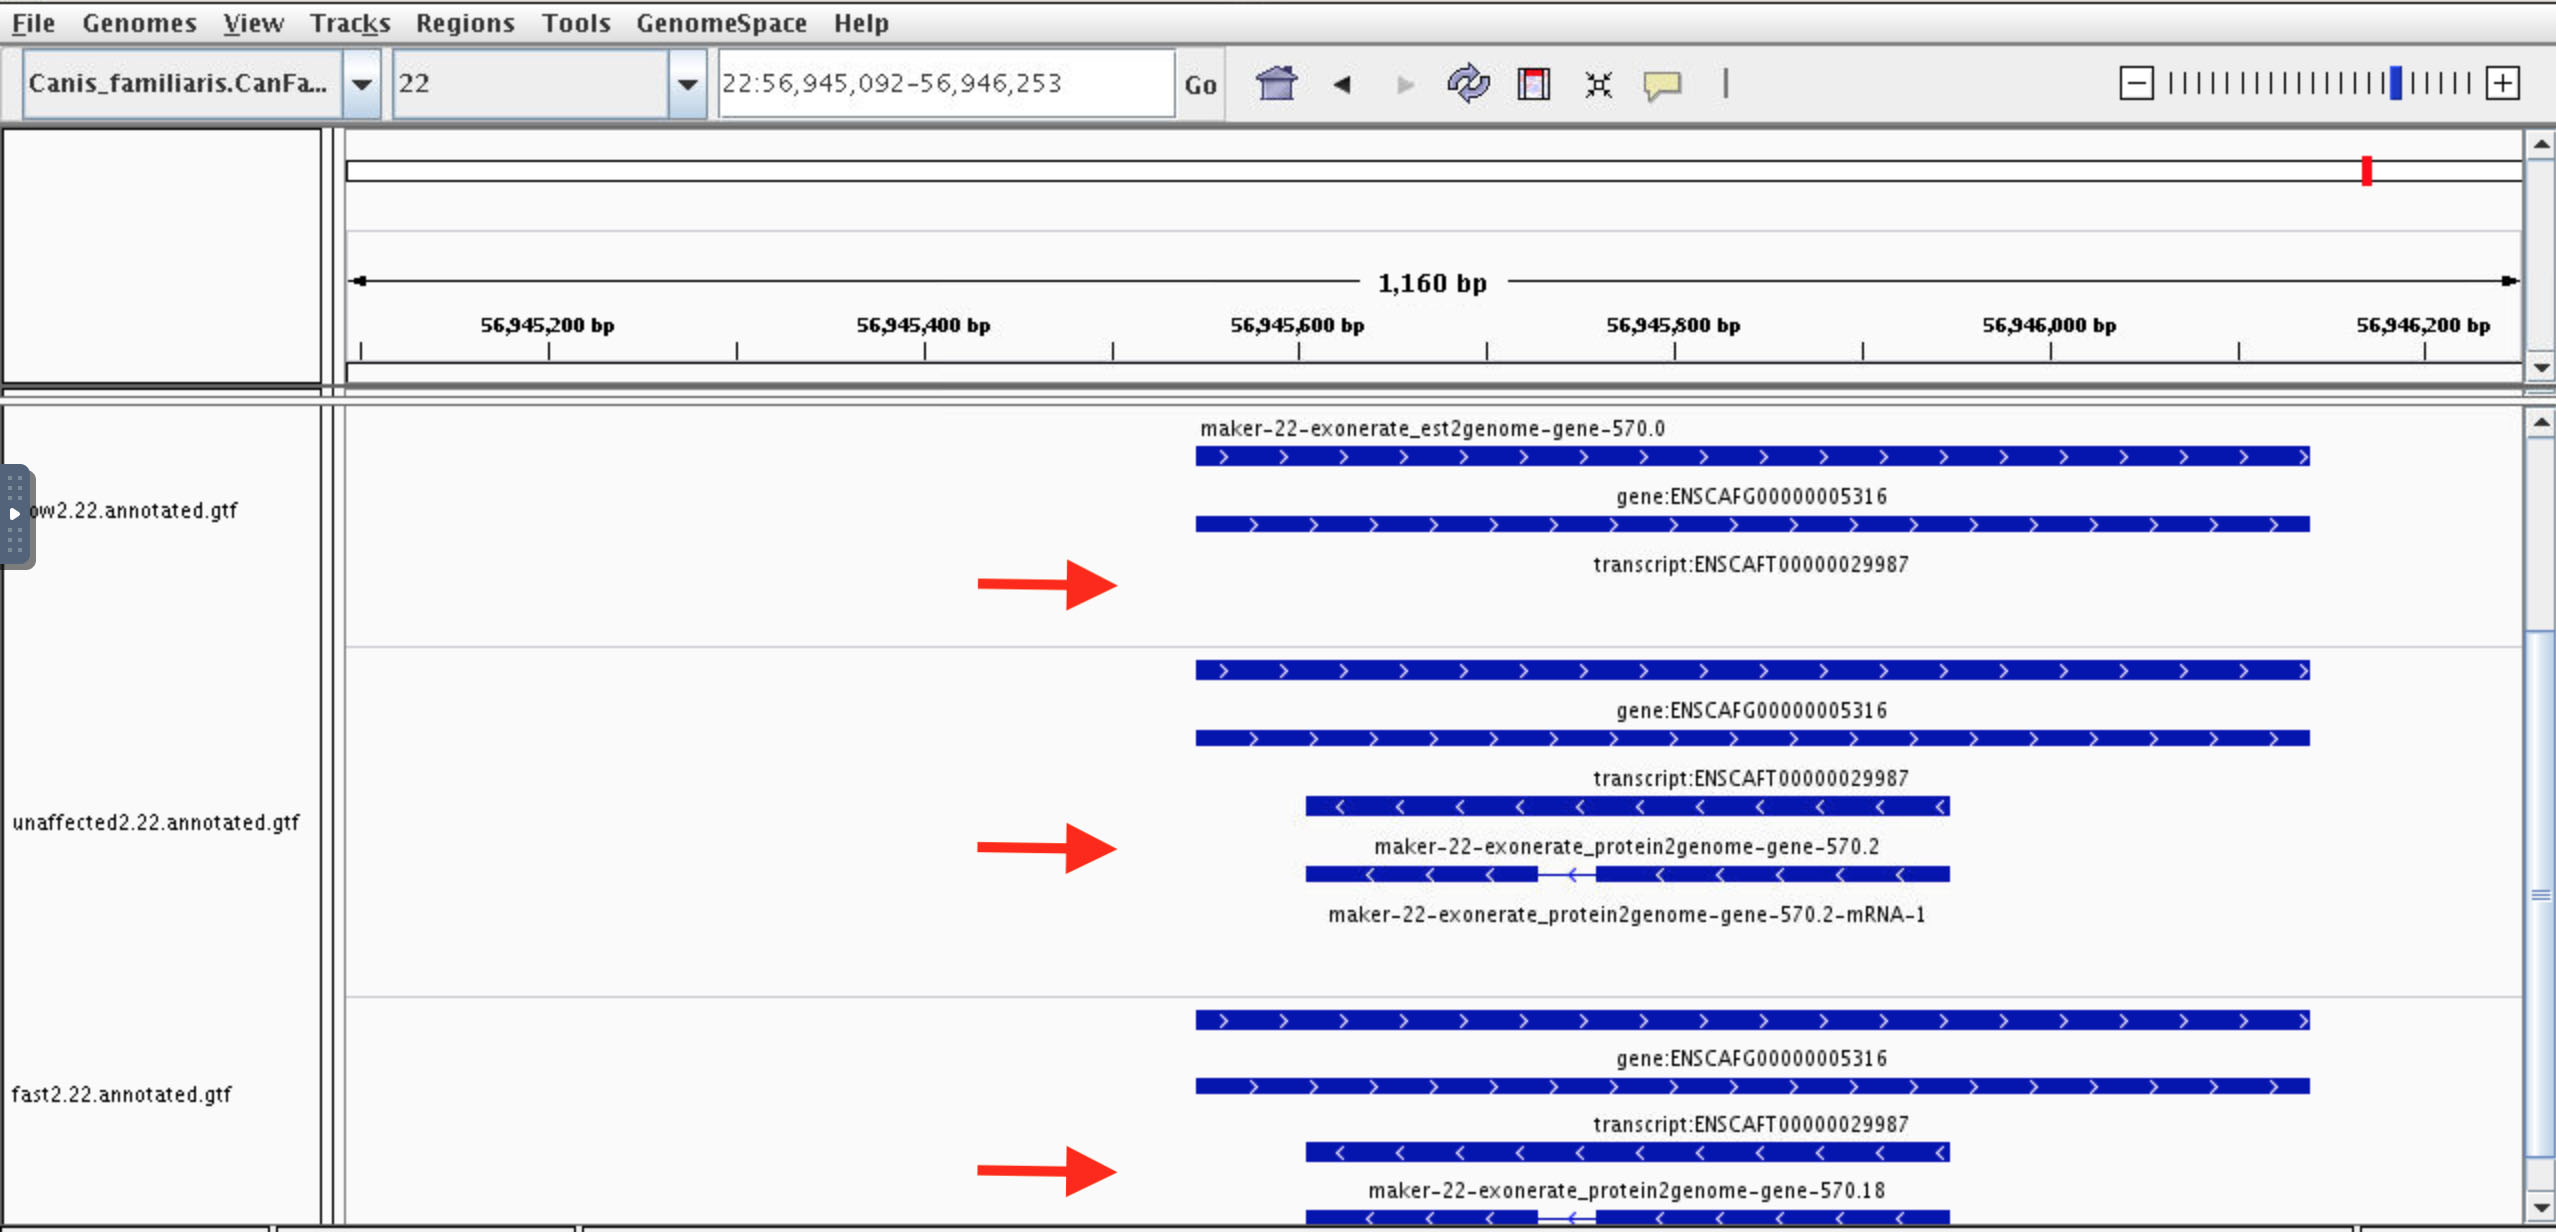 File Genomes View Tracks Regions Tools GenomeSpace Help
Canis_familiaris.CanFa... 22 22:56,945,092-56,946,253 Go
1,160 bp
56,945,200 bp 56,945,400 bp 56,945,600 bp 56,945,800 bp 56,946,000 bp 56,946,200 bp
maker-22-exonerate_est2genome-gene-570.0
gene:ENSCAFG00000005316
ow2.22.annotated.gtf
transcript:ENSCAFT00000029987
gene:ENSCAFG00000005316
transcript:ENSCAFT00000029987
unaffected2.22.annotated.gtf
maker-22-exonerate_protein2genome-gene-570.2
maker-22-exonerate_protein2genome-gene-570.2-mRNA-1
gene:ENSCAFG00000005316
fast2.22.annotated.gtf
transcript:ENSCAFT00000029987
maker-22-exonerate_protein2genome-gene-570.18